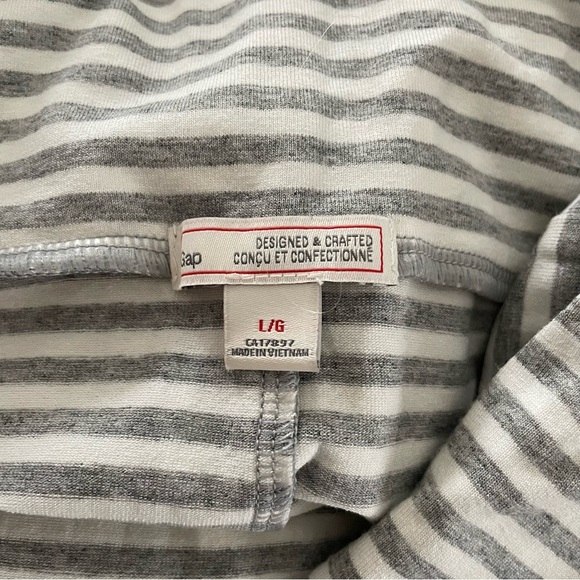 Gap
DESIGNED & CRAFTED
CONÇU ET CONFECTIONNÉ
L/G
CA17897
MADE IN VIETNAM